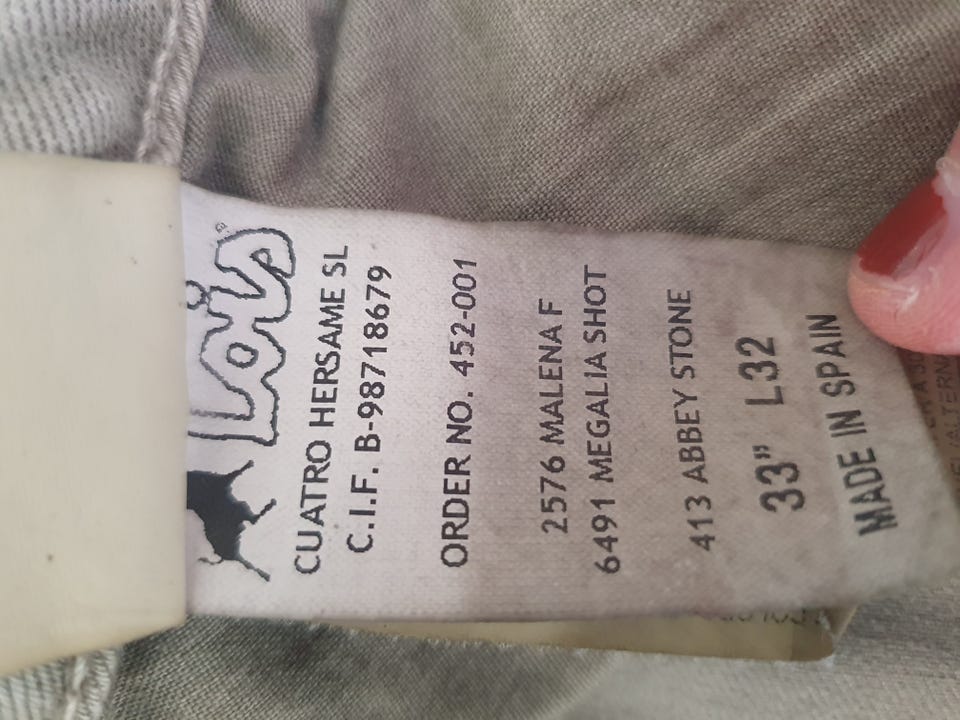 Lois®
CUATRO HERSAME SL
C.I.F. B-98718679
ORDER NO. 452-001
2576 MALENA F
6491 MEGALIA SHOT
413 ABBEY STONE
33" L32
MADE IN SPAIN